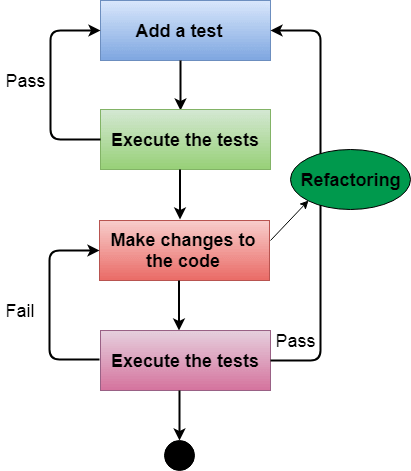 Add a test
Pass
Execute the tests
Refactoring
Make changes to
the code
Fail
Pass
Execute the tests